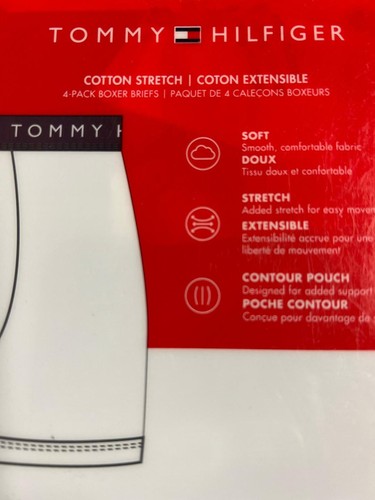 TOMMY HILFIGER
COTTON STRETCH | COTON EXTENSIBLE
4-PACK BOXER BRIEFS | PAQUET DE 4 CALEÇONS BOXEURS
TOMMY
SOFT
Smooth, comfortable fabric
DOUX
Tissu doux et confortable
STRETCH
Added stretch for easy
EXTENSIBLE
Extensibilité accrue pour une
liberté de mouvement
CONTOUR POUCH
Designed for added support
POCHE CONTOUR
Conçue pour davantage de